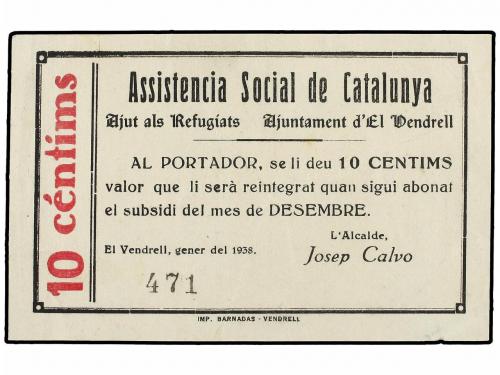 10 céntims
Assistencia Social de Catalunya
Ajut als Refugiats Ajuntament d'El Vendrell
AL PORTADOR, se li deu 10 CENTIMS
valor que li serà reintegrat quan sigui abonat
el subsidi del mes de DESEMBRE.
El Vendrell, gener del 1938.
L'Alcalde,
Josep Calvo
471
IMP. BARNADAS - VENDRELL